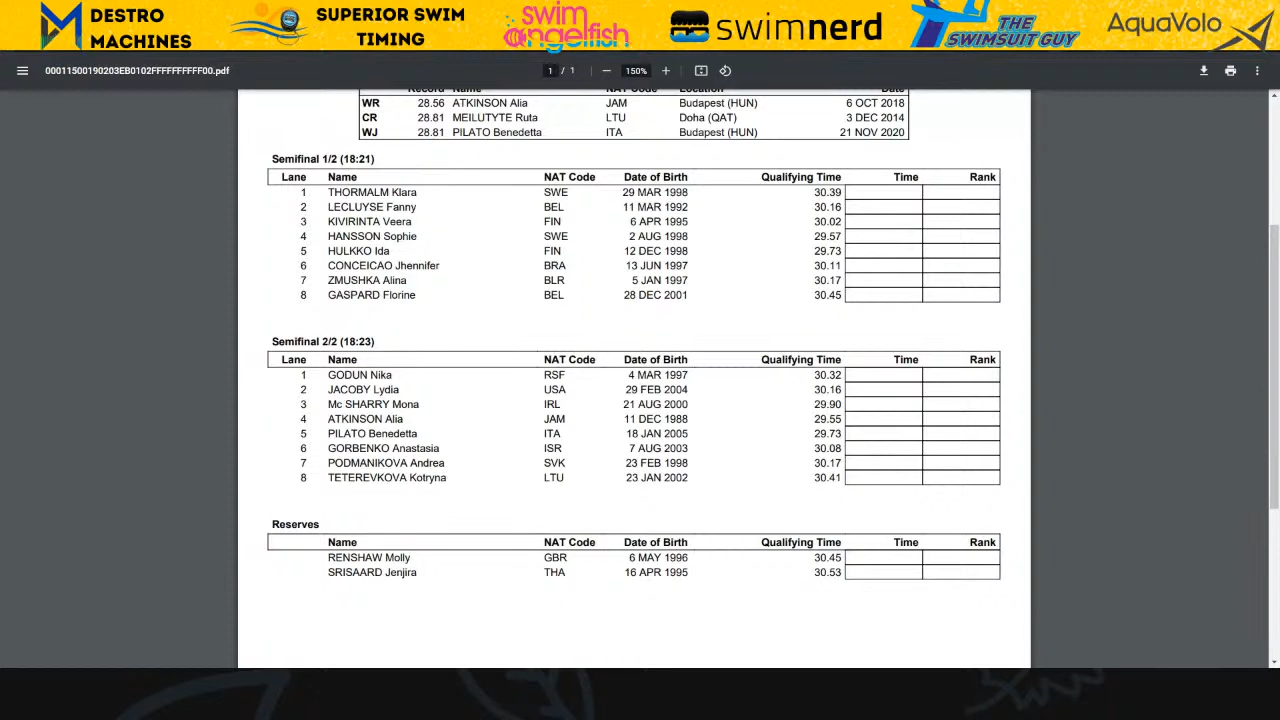 DESTRO
MACHINES
SUPERIOR SWIM
TIMING
swim
angelfish
swimnerd
THE
SWIMSUIT GUY
AquaVolo
00011500190203EB0102FFFFFFFFFF00.pdf 1 / 1 150%
Record Name NAT Code Location Date
WR 28.56 ATKINSON Alia JAM Budapest (HUN) 6 OCT 2018
CR 28.81 MEILUTYTE Ruta LTU Doha (QAT) 3 DEC 2014
WJ 28.81 PILATO Benedetta ITA Budapest (HUN) 21 NOV 2020
Semifinal 1/2 (18:21)
Lane Name NAT Code Date of Birth Qualifying Time Time Rank
1 THORMALM Klara SWE 29 MAR 1998 30.39
2 LECLUYSE Fanny BEL 11 MAR 1992 30.16
3 KIVIRINTA Veera FIN 6 APR 1995 30.02
4 HANSSON Sophie SWE 2 AUG 1998 29.57
5 HULKKO Ida FIN 12 DEC 1998 29.73
6 CONCEICAO Jhennifer BRA 13 JUN 1997 30.11
7 ZMUSHKA Alina BLR 5 JAN 1997 30.17
8 GASPARD Florine BEL 28 DEC 2001 30.45
Semifinal 2/2 (18:23)
Lane Name NAT Code Date of Birth Qualifying Time Time Rank
1 GODUN Nika RSF 4 MAR 1997 30.32
2 JACOBY Lydia USA 29 FEB 2004 30.16
3 Mc SHARRY Mona IRL 21 AUG 2000 29.90
4 ATKINSON Alia JAM 11 DEC 1988 29.55
5 PILATO Benedetta ITA 18 JAN 2005 29.73
6 GORBENKO Anastasia ISR 7 AUG 2003 30.08
7 PODMANIKOVA Andrea SVK 23 FEB 1998 30.17
8 TETEREVKOVA Kotryna LTU 23 JAN 2002 30.41
Reserves
Name NAT Code Date of Birth Qualifying Time Time Rank
RENSHAW Molly GBR 6 MAY 1996 30.45
SRISAARD Jenjira THA 16 APR 1995 30.53